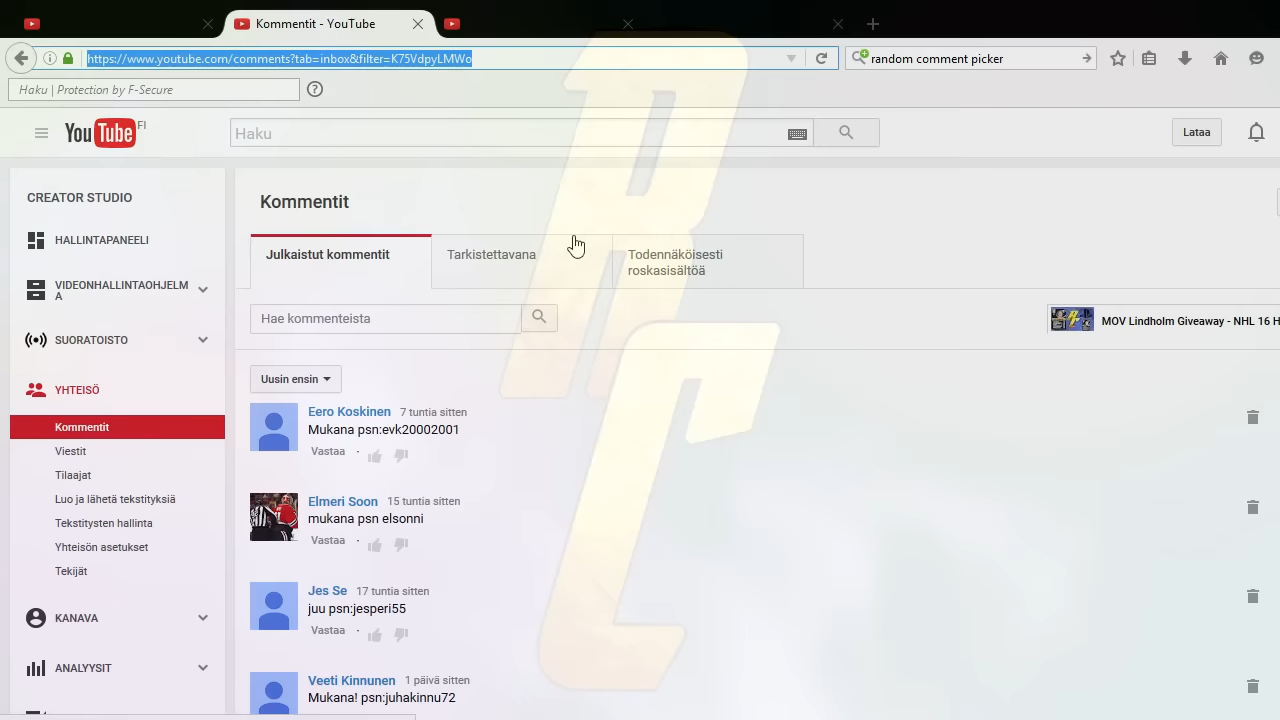 Kommentit - YouTube
https://www.youtube.com/comments?tab=inbox&filter=K75VdpyLMWo
random comment picker
Haku | Protection by F-Secure
YouTube FI
Haku
Lataa
CREATOR STUDIO
HALLINTAPANEELI
VIDEONHALLINTAOHJELM
A
SUORATOISTO
YHTEISÖ
Kommentit
Viestit
Tilaajat
Luo ja lähetä tekstityksiä
Tekstitysten hallinta
Yhteisön asetukset
Tekijät
KANAVA
ANALYYSIT
Kommentit
Julkaistut kommentit
Tarkistettavana
Todennäköisesti
roskasisältöä
Hae kommenteista
MOV Lindholm Giveaway - NHL 16 H
Uusin ensin
Eero Koskinen 7 tuntia sitten
Mukana psn:evk20002001
Vastaa
Elmeri Soon 15 tuntia sitten
mukana psn elsonni
Vastaa
Jes Se 17 tuntia sitten
juu psn:jesperi55
Vastaa
Veeti Kinnunen 1 päivä sitten
Mukana! psn:juhakinnu72